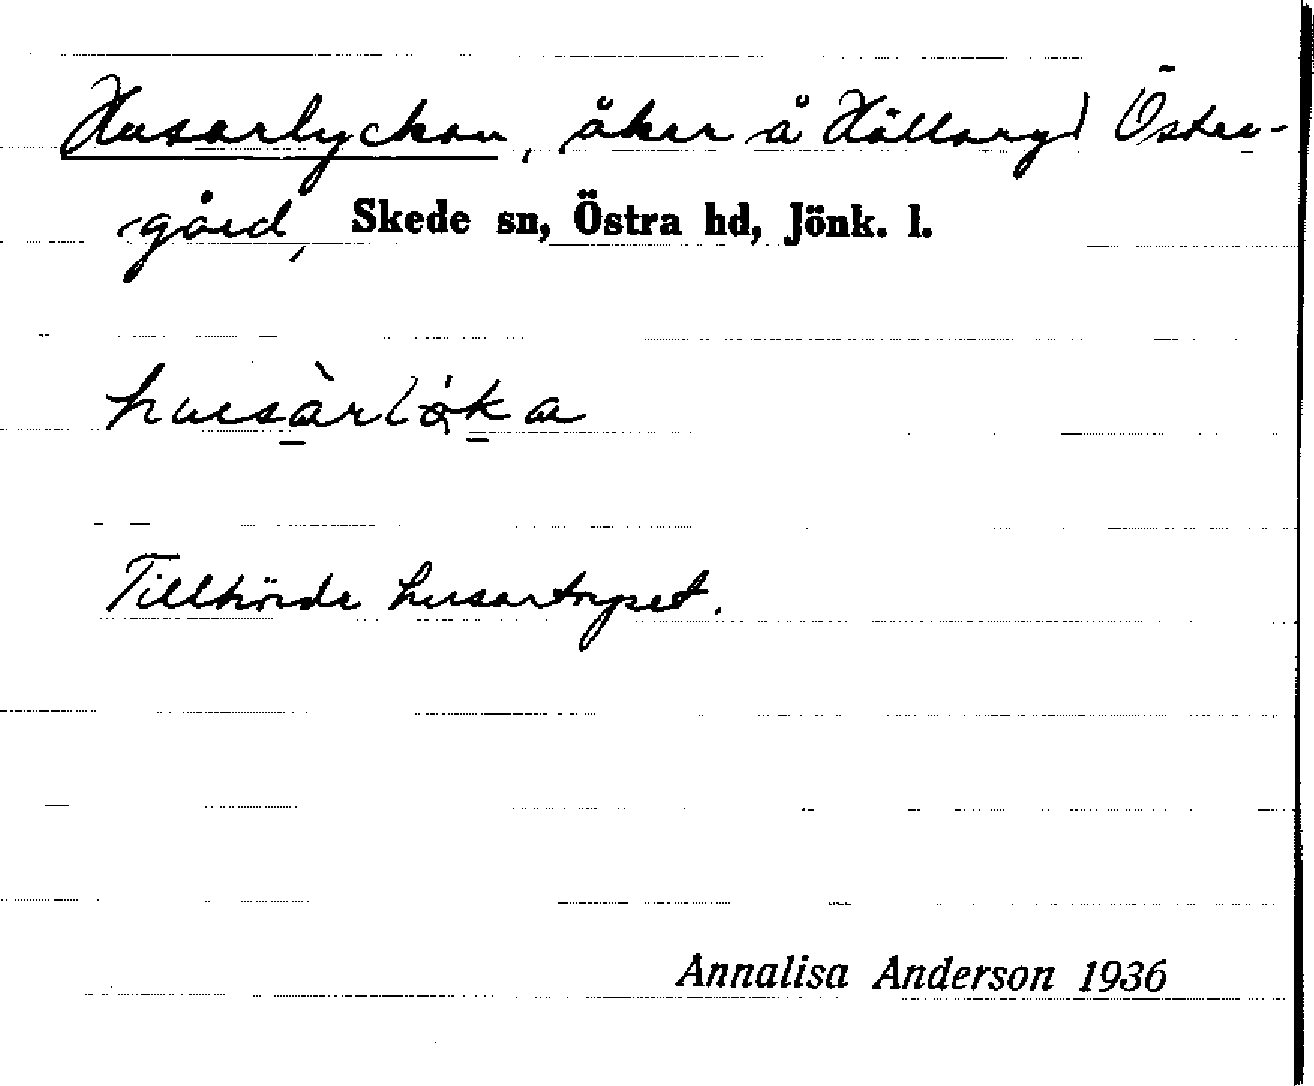 Husarlyckan, åker å Hällaryd Öster-
gård, Skede sn, Östra hd, Jönk. l.
husàrlø̀ka
Tillhörde husartorpet.
Annalisa Anderson 1936